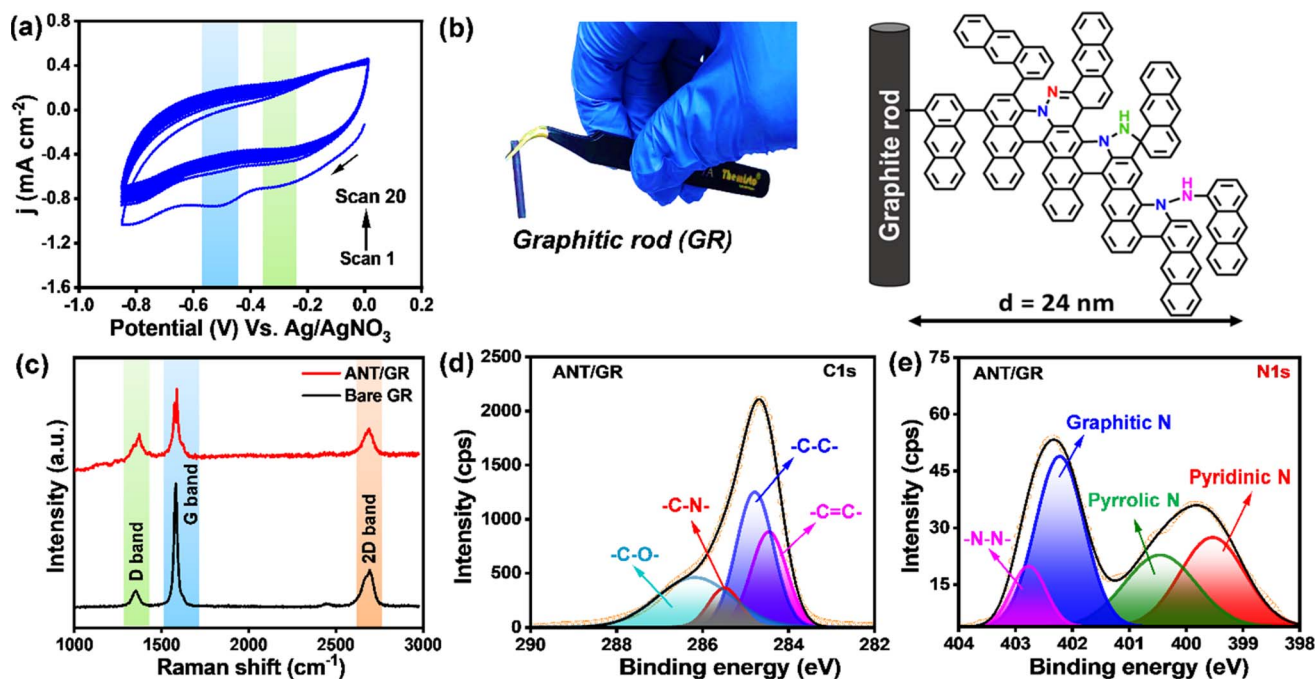 (a)
j (mA cm⁻²)
0.4
0.0
-0.4
-0.8
-1.2
-1.6
Scan 20
Scan 1
-1.0 -0.8 -0.6 -0.4 -0.2 0.0 0.2
Potential (V) Vs. Ag/AgNO₃
(b)
Graphitic rod (GR)
Graphite rod
N
N
H
N
N
H
N
N
d = 24 nm
(c)
Intensity (a.u.)
ANT/GR
Bare GR
D band
G band
2D band
1000 1500 2000 2500 3000
Raman shift (cm⁻¹)
(d)
Intensity (cps)
2500
2000
1500
1000
500
0
ANT/GR
C1s
-C-C-
-C-N-
-C=C-
-C-O-
290 288 286 284 282
Binding energy (eV)
(e)
Intensity (cps)
75
60
45
30
15
ANT/GR
N1s
Graphitic N
Pyridinic N
Pyrrolic N
-N-N-
404 403 402 401 400 399 398
Binding energy (eV)